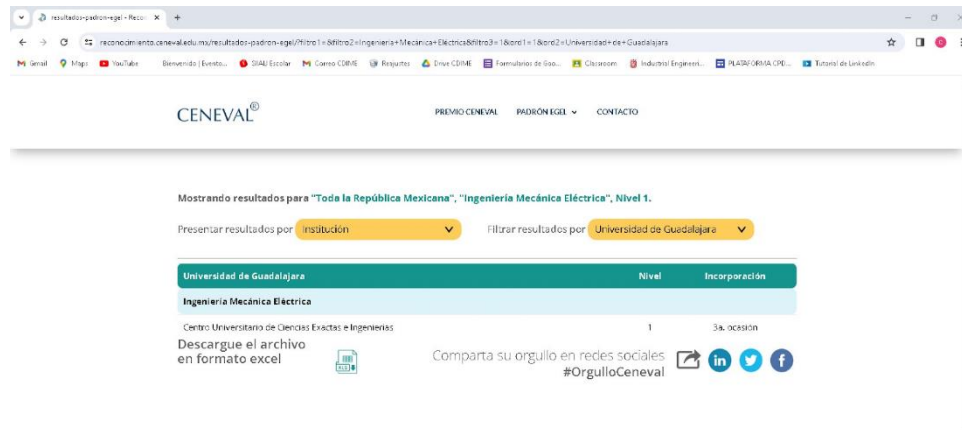 resultados-padron-egel - Recon
reconocimiento.ceneval.edu.mx/resultados-padron-egel/?filtro1=&filtro2=Ingenieria+Mecánica+Eléctrica&filtro3=1&ord1=1&ord2=Universidad+de+Guadalajara
Gmail Maps YouTube Bienvenido | Evento... SIIAU Escolar Correo CDIME Reajustes Drive CDIME Formularios de Goo... Classroom Industrial Engineeri... PLATAFORMA CPD... Tutorial de LinkedIn
CENEVAL®
PREMIO CENEVAL PADRÓN EGEL CONTACTO
Mostrando resultados para "Toda la República Mexicana", "Ingeniería Mecánica Eléctrica", Nivel 1.
Presentar resultados por Institución Filtrar resultados por Universidad de Guadalajara
Universidad de Guadalajara Nivel Incorporación
Ingeniería Mecánica Eléctrica
Centro Universitario de Ciencias Exactas e Ingenierías 1 3a. ocasión
Descargue el archivo
en formato excel
XLS
Comparta su orgullo en redes sociales
#OrgulloCeneval